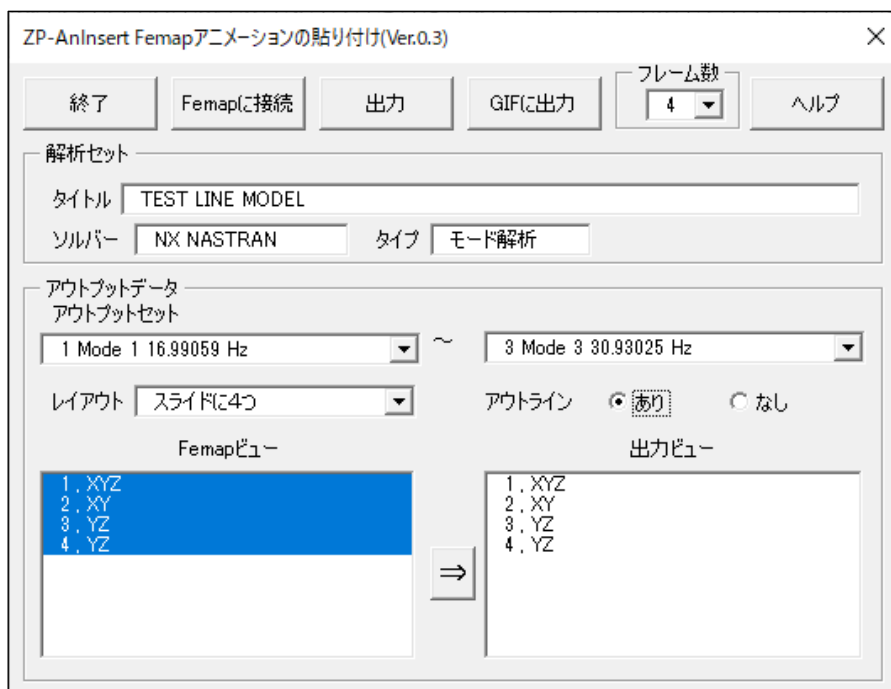 ZP-AnInsert Femapアニメーションの貼り付け(Ver.0.3)
終了 Femapに接続 出力 GIFに出力 フレーム数 4 ヘルプ
解析セット
タイトル TEST LINE MODEL
ソルバー NX NASTRAN タイプ モード解析
アウトプットデータ
アウトプットセット
1 Mode 1 16.99059 Hz ～ 3 Mode 3 30.93025 Hz
レイアウト スライドに4つ アウトライン あり なし
Femapビュー 出力ビュー
1 , XYZ 1 , XYZ
2 , XY 2 , XY
3 , YZ 3 , YZ
4 , YZ 4 , YZ
⇒